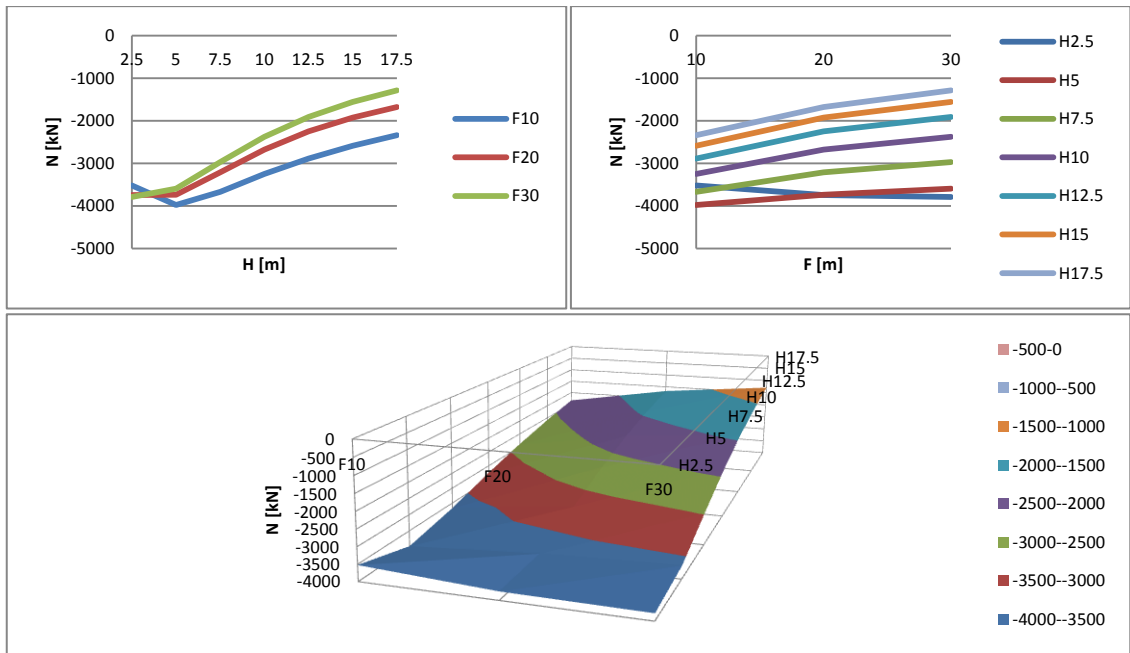 0
2.5 5 7.5 10 12.5 15 17.5
-1000
-2000
-3000
-4000
-5000
N [kN]
H [m]
F10
F20
F30
0
10 20 30
-1000
-2000
-3000
-4000
-5000
N [kN]
F [m]
H2.5
H5
H7.5
H10
H12.5
H15
H17.5
0
-500
-1000
-1500
-2000
-2500
-3000
-3500
-4000
N [kN]
F10
F20
F30
H17.5
H15
H12.5
H10
H7.5
H5
H2.5
-500-0
-1000--500
-1500--1000
-2000--1500
-2500--2000
-3000--2500
-3500--3000
-4000--3500